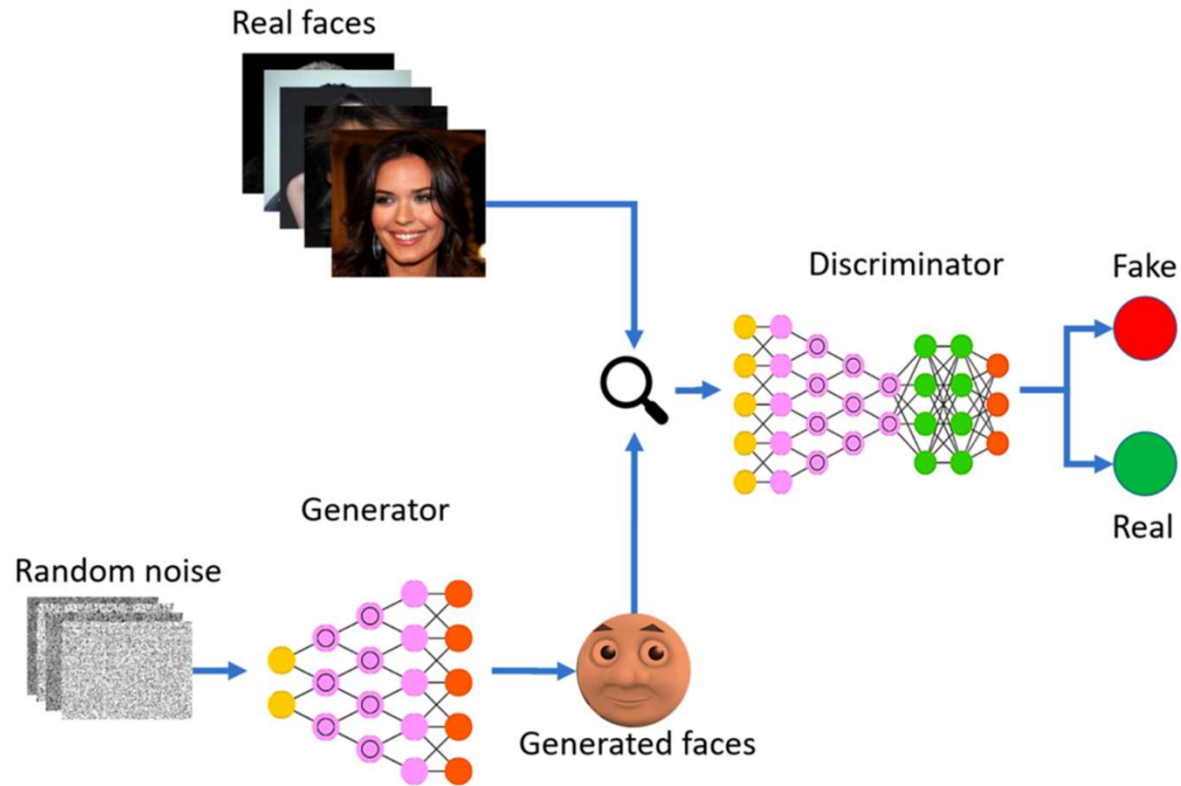 Real faces
Discriminator
Fake
Generator
Real
Random noise
Generated faces